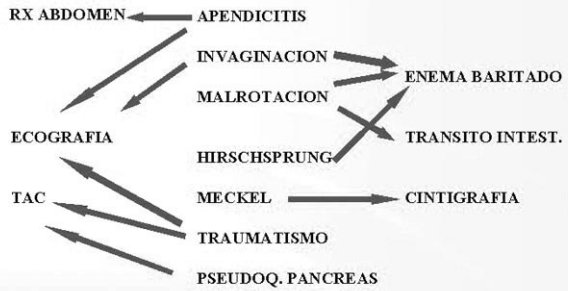 RX ABDOMEN
APENDICITIS
INVAGINACION
ENEMA BARITADO
MALROTACION
ECOGRAFIA
TRANSITO INTEST.
HIRSCHSPRUNG
TAC
MECKEL
CINTIGRAFIA
TRAUMATISMO
PSEUDOQ. PANCREAS